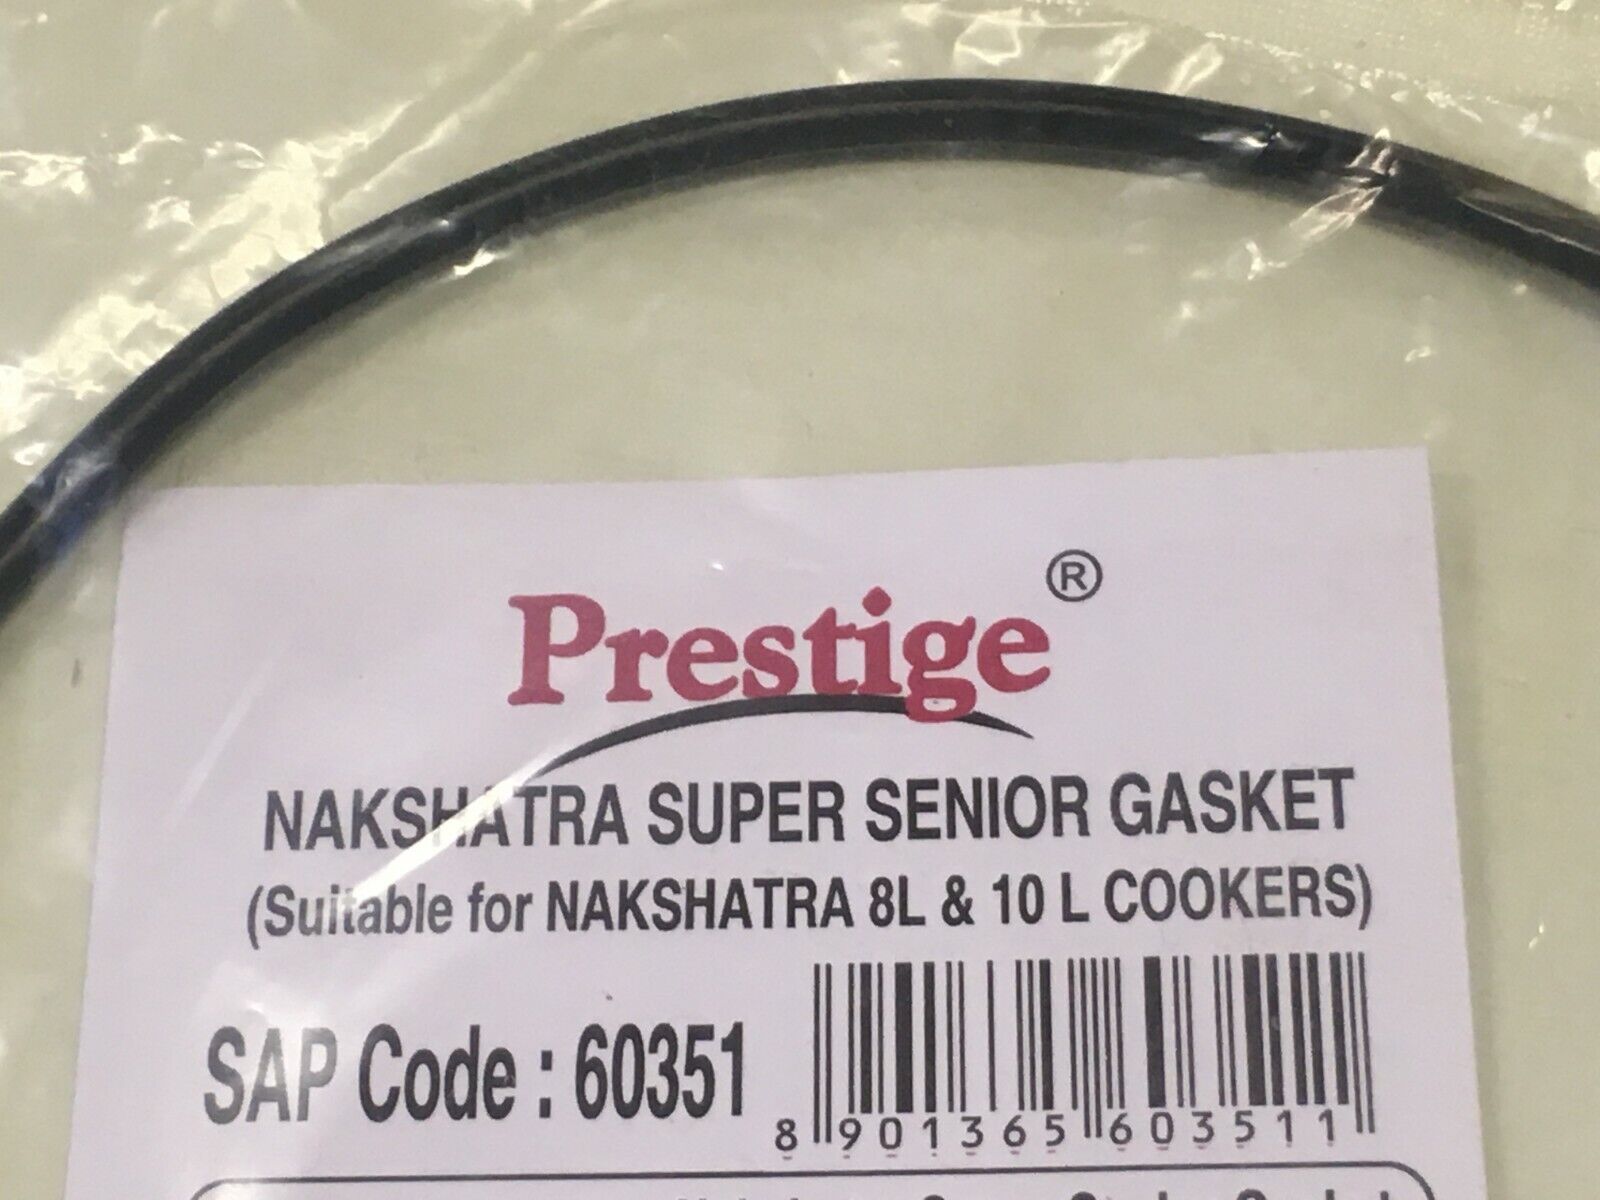 Prestige ®
NAKSHATRA SUPER SENIOR GASKET
(Suitable for NAKSHATRA 8L & 10 L COOKERS)
SAP Code : 60351
8 901365 603511